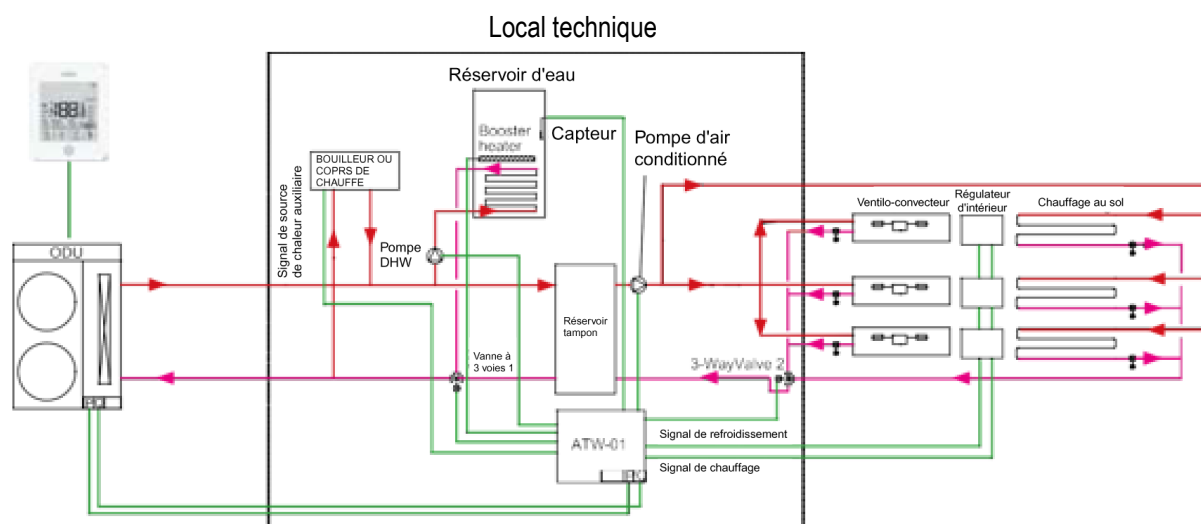 Local technique
Réservoir d'eau
Booster
heater
Capteur
Pompe d'air
conditionné
BOUILLEUR OU
COPRS DE
CHAUFFE
Signal de source
de chaleur auxiliaire
Pompe
DHW
Ventilo-convecteur
Régulateur
d'intérieur
Chauffage au sol
ODU
Réservoir
tampon
Vanne à
3 voies 1
3-WayValve 2
ATW-01
Signal de refroidissement
Signal de chauffage